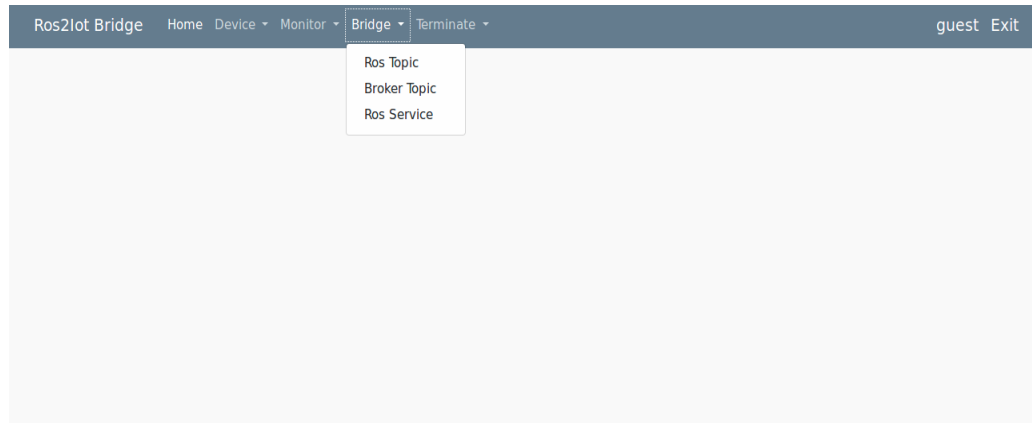 Ros2Iot Bridge Home Device Monitor Bridge Terminate guest Exit
Ros Topic
Broker Topic
Ros Service